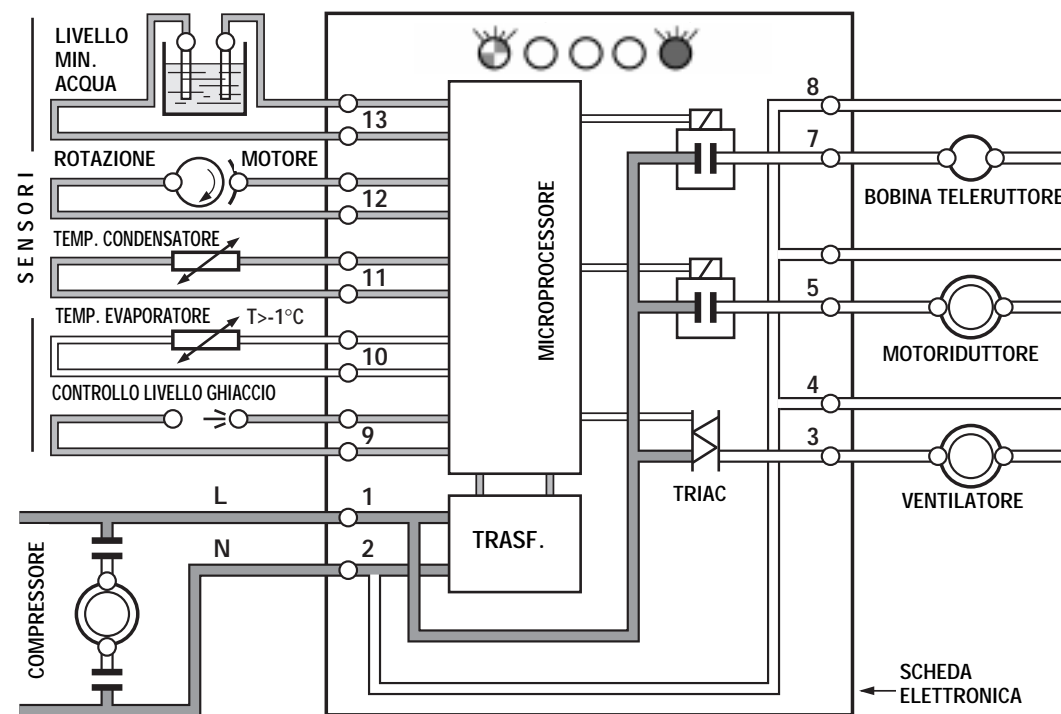 LIVELLO
MIN.
ACQUA
13
ROTAZIONE MOTORE
12
TEMP. CONDENSATORE
11
TEMP. EVAPORATORE T>-1°C
10
CONTROLLO LIVELLO GHIACCIO
9
SENSORI
MICROPROCESSORE
8
7
BOBINA TELERUTTORE
5
MOTORIDUTTORE
4
3
TRIAC
VENTILATORE
L
1
N
2
TRASF.
COMPRESSORE
SCHEDA
ELETTRONICA